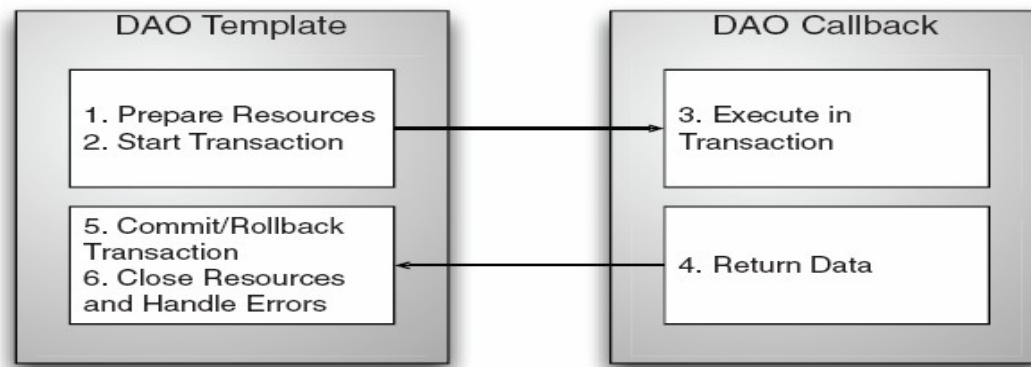 DAO Template
1. Prepare Resources
2. Start Transaction
5. Commit/Rollback
Transaction
6. Close Resources
and Handle Errors
DAO Callback
3. Execute in
Transaction
4. Return Data